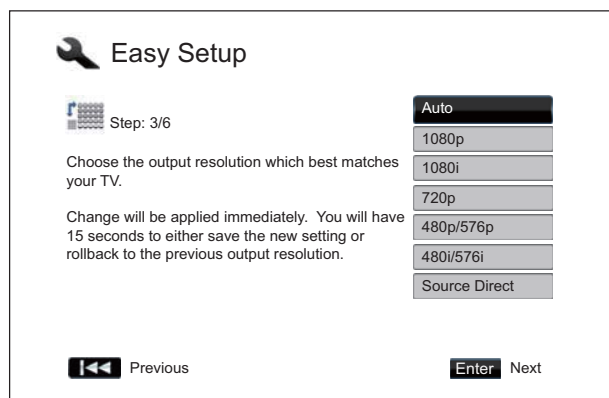 Easy Setup
Step: 3/6
Choose the output resolution which best matches
your TV.
Change will be applied immediately.  You will have
15 seconds to either save the new setting or
rollback to the previous output resolution.
Auto
1080p
1080i
720p
480p/576p
480i/576i
Source Direct
Previous
Enter Next